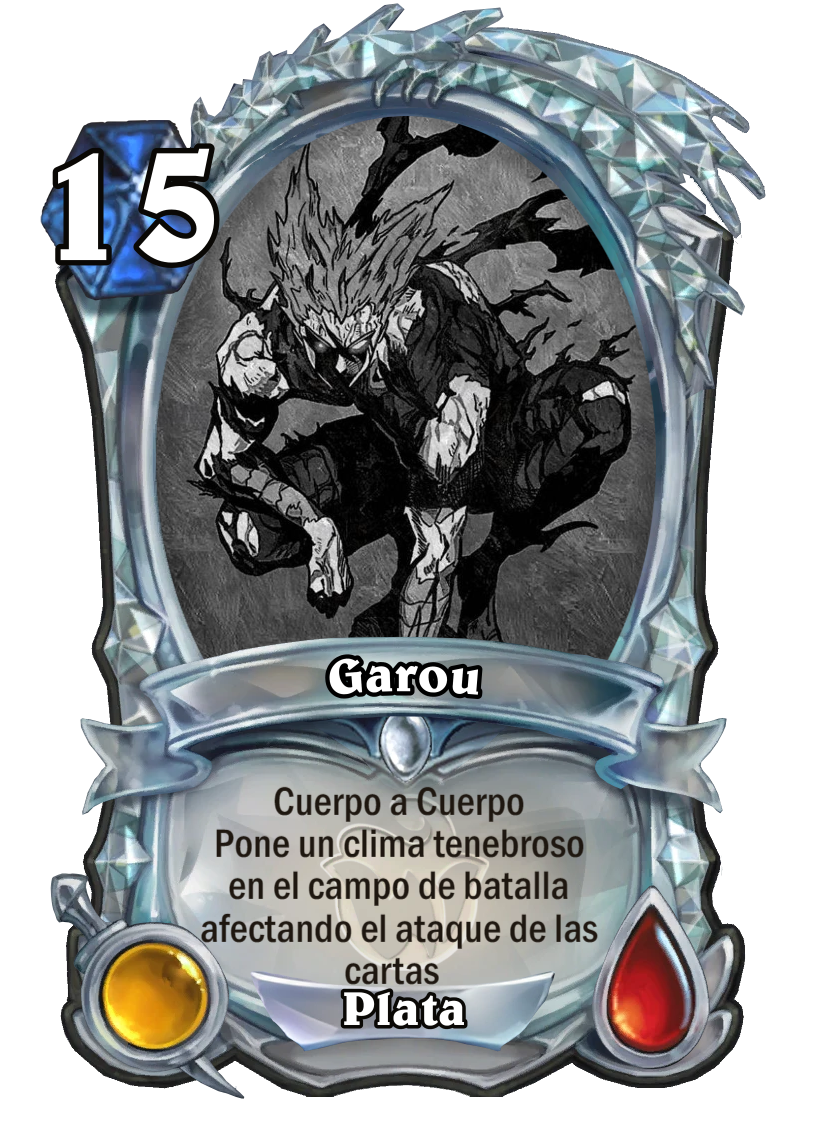 15
Garou
Cuerpo a Cuerpo
Pone un clima tenebroso
en el campo de batalla
afectando el ataque de las
cartas
Plata